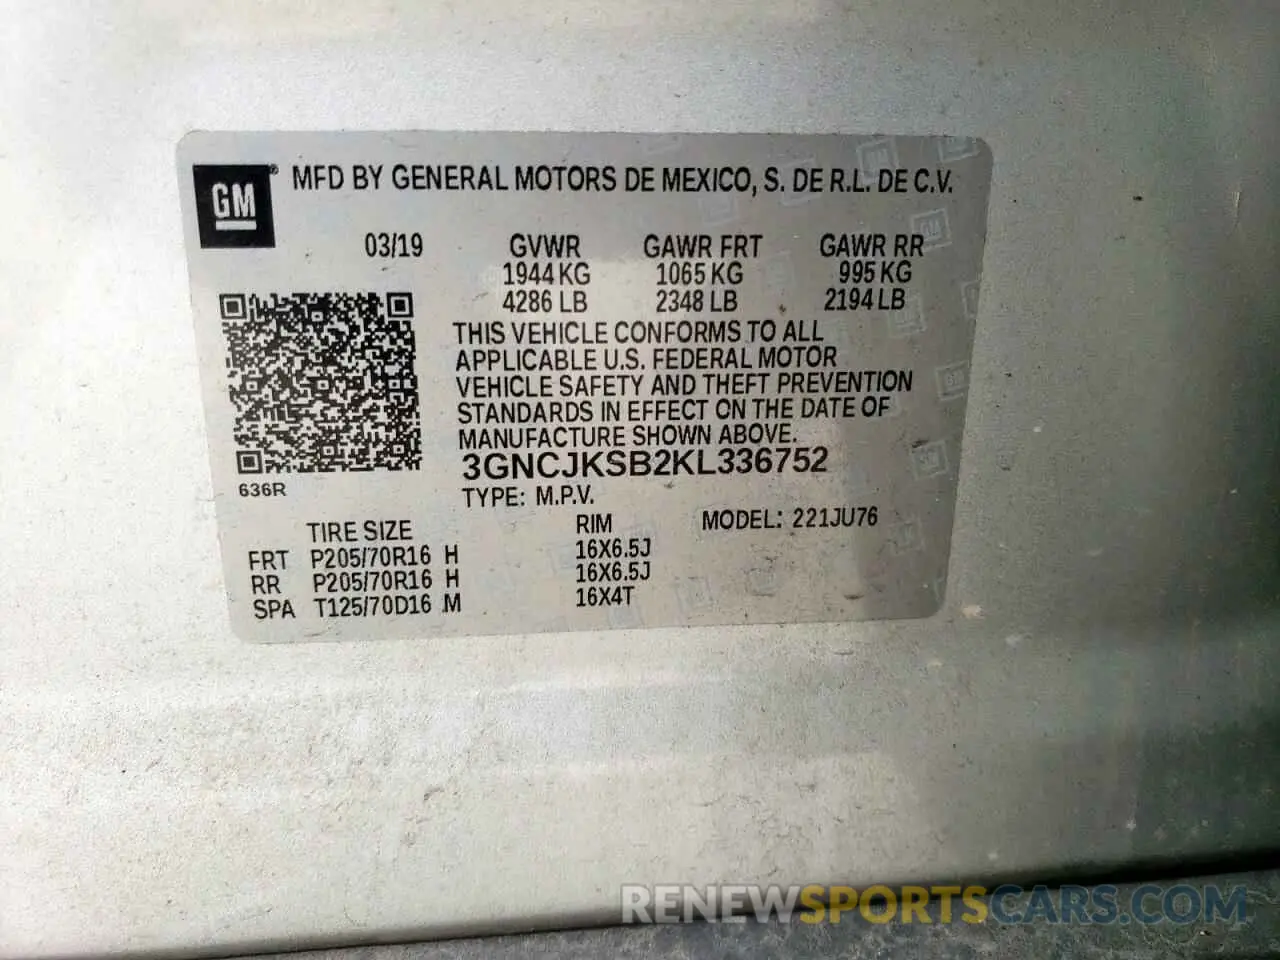 GM® MFD BY GENERAL MOTORS DE MEXICO, S. DE R.L. DE C.V.
03/19 GVWR GAWR FRT GAWR RR
1944 KG 1065 KG 995 KG
4286 LB 2348 LB 2194 LB
THIS VEHICLE CONFORMS TO ALL
APPLICABLE U.S. FEDERAL MOTOR
VEHICLE SAFETY AND THEFT PREVENTION
STANDARDS IN EFFECT ON THE DATE OF
MANUFACTURE SHOWN ABOVE.
3GNCJKSB2KL336752
636R
TYPE: M.P.V.
TIRE SIZE RIM MODEL: 221JU76
FRT P205/70R16 H 16X6.5J
RR P205/70R16 H 16X6.5J
SPA T125/70D16 M 16X4T
RENEWSPORTSCARS.COM